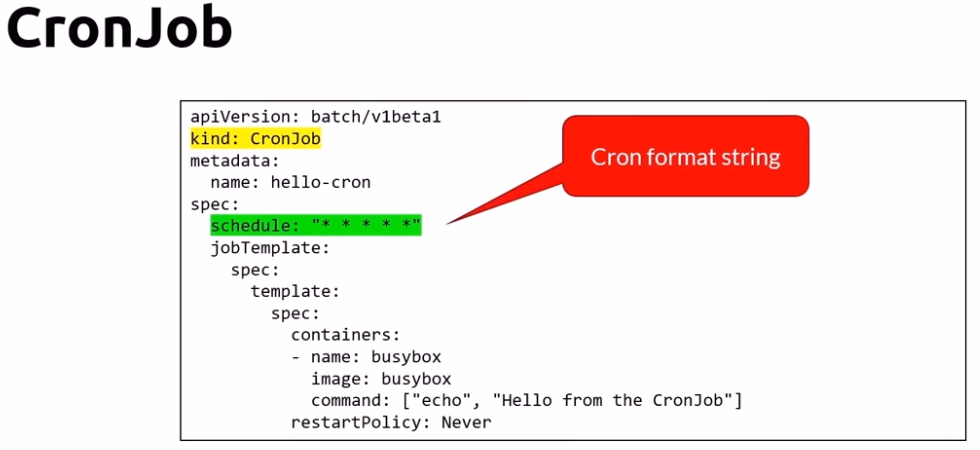 CronJob
apiVersion: batch/v1beta1
kind: CronJob
metadata:
  name: hello-cron
spec:
  schedule: "* * * * *"
  jobTemplate:
    spec:
      template:
        spec:
          containers:
          - name: busybox
            image: busybox
            command: ["echo", "Hello from the CronJob"]
          restartPolicy: Never
Cron format string